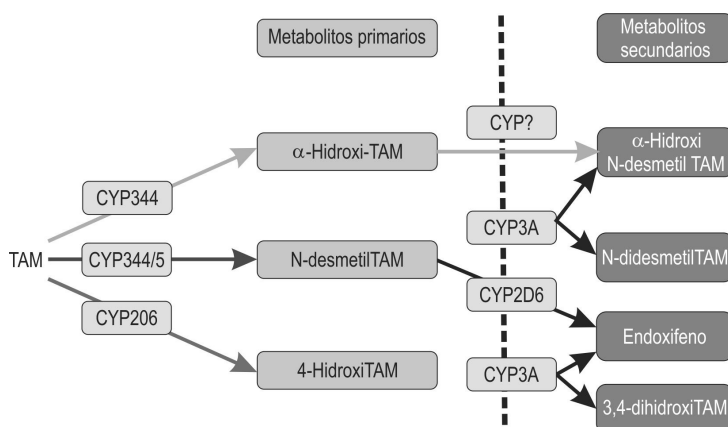 Metabolitos primarios
Metabolitos
secundarios
CYP?
α-Hidroxi-TAM
α-Hidroxi
N-desmetil TAM
CYP344
CYP3A
TAM
CYP344/5
N-desmetilTAM
N-didesmetilTAM
CYP2D6
CYP206
Endoxifeno
4-HidroxiTAM
CYP3A
3,4-dihidroxiTAM